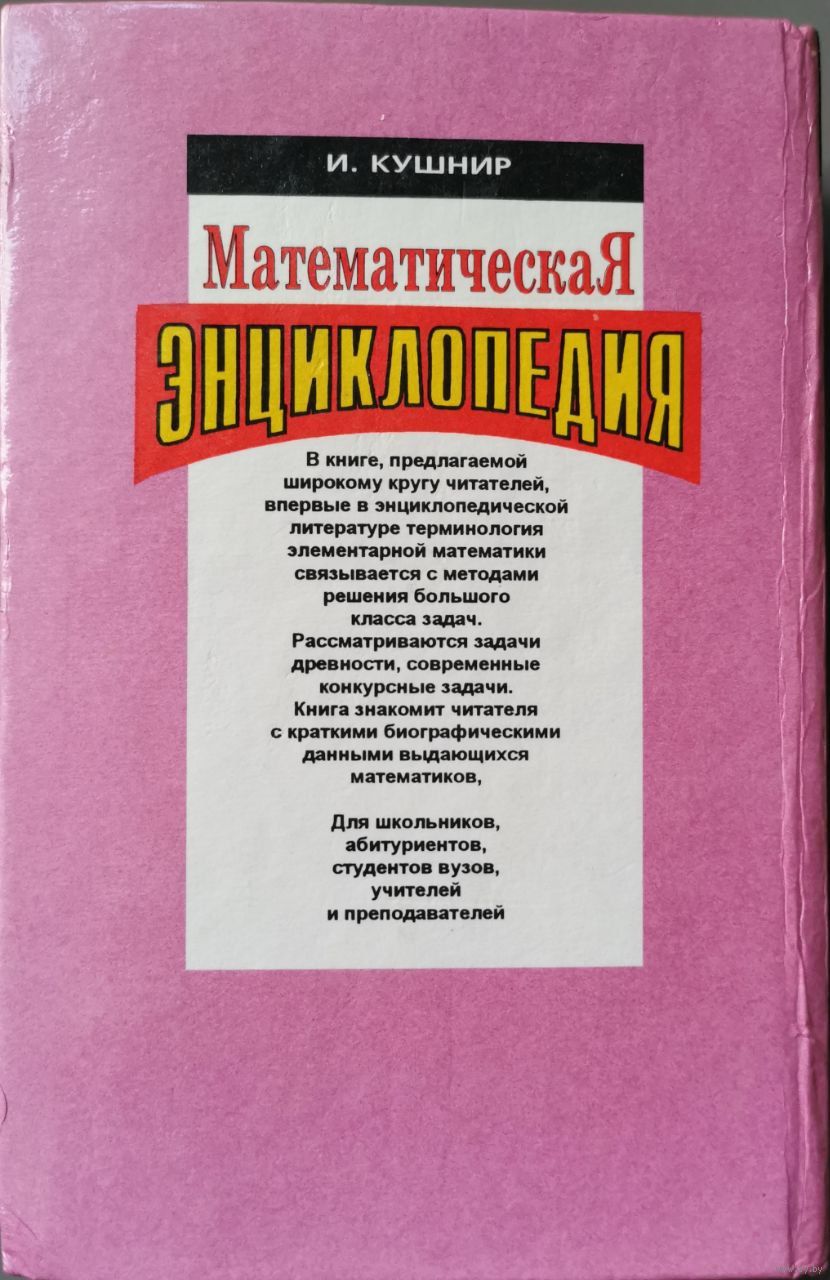 И. КУШНИР
МатематическаЯ
ЭНЦИКЛОПЕДИЯ
В книге, предлагаемой
широкому кругу читателей,
впервые в энциклопедической
литературе терминология
элементарной математики
связывается с методами
решения большого
класса задач.
Рассматриваются задачи
древности, современные
конкурсные задачи.
Книга знакомит читателя
с краткими биографическими
данными выдающихся
математиков,
Для школьников,
абитуриентов,
студентов вузов,
учителей
и преподавателей